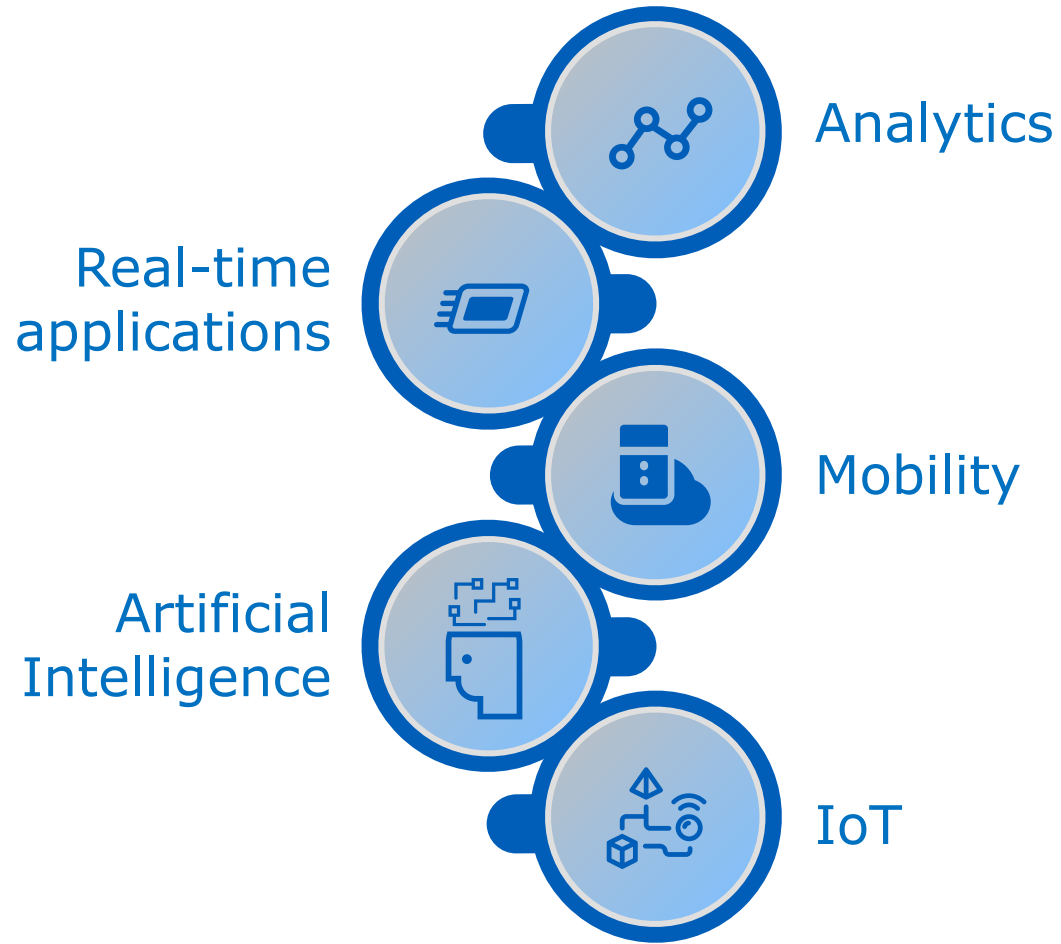 Analytics
Real-time
applications
Mobility
Artificial
Intelligence
IoT